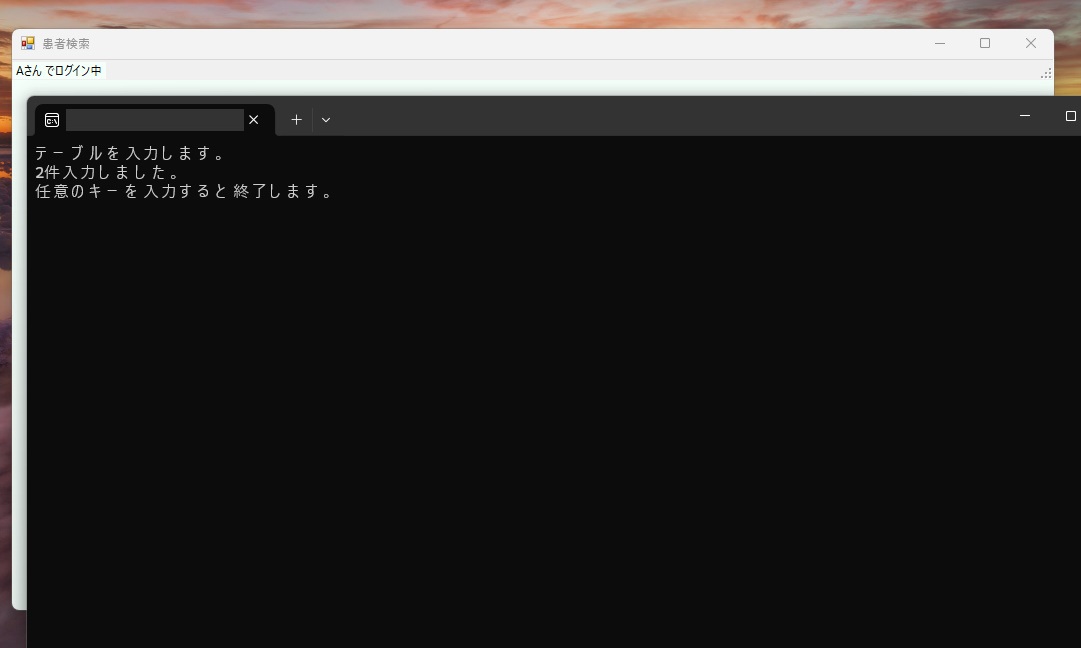 患者検索
Aさん でログイン中
テーブルを入力します。
2件入力しました。
任意のキーを入力すると終了します。